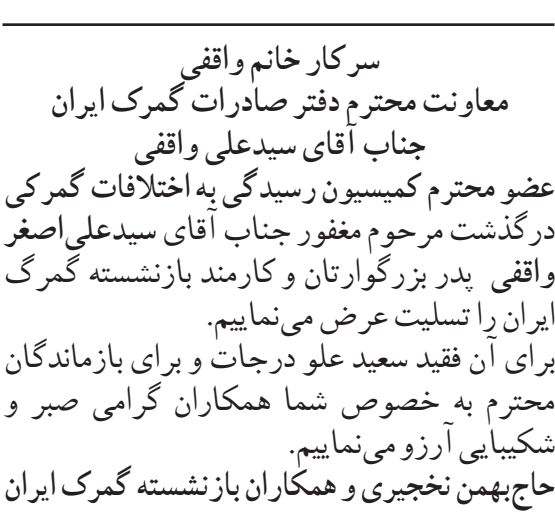 سرکار خانم واقفی
معاونت محترم دفتر صادرات گمرک ایران
جناب آقای سیدعلی واقفی
عضو محترم کمیسیون رسیدگی به اختلافات گمرکی
درگذشت مرحوم مغفور جناب آقای سیدعلی‌اصغر
واقفی پدر بزرگوارتان و کارمند بازنشسته گمرگ
ایران را تسلیت عرض می‌نماییم.
برای آن فقید سعید علو درجات و برای بازماندگان
محترم به خصوص شما همکاران گرامی صبر و
شکیبایی آرزو می‌نماییم.
حاج‌بهمن نخجیری و همکاران بازنشسته گمرک ایران